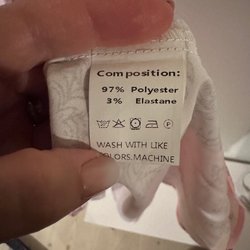 Composition:
97% Polyester
3% Elastane
WASH WITH LIKE
COLORS.MACHINE